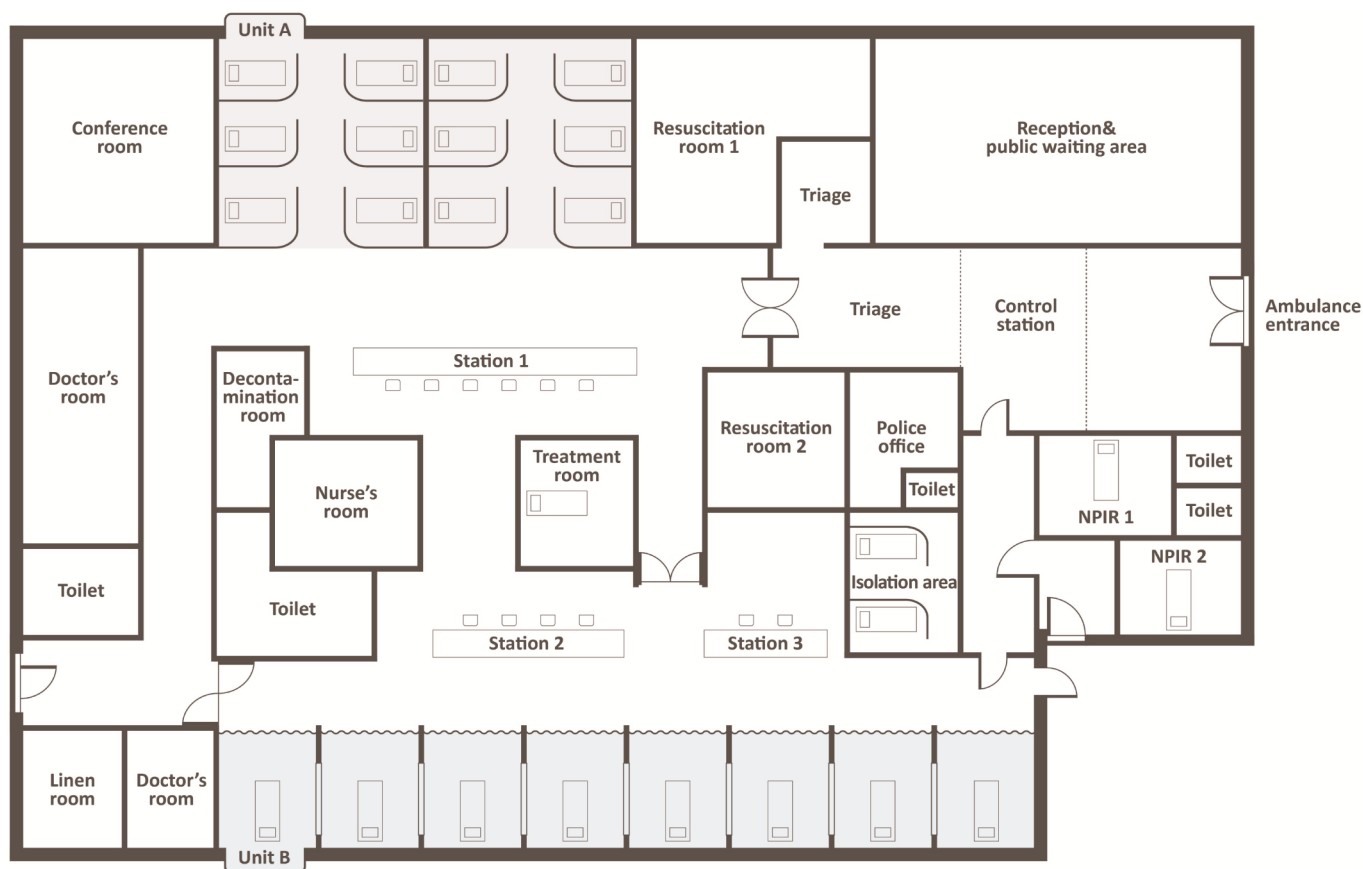 Unit A
Conference
room
Resuscitation
room 1
Reception&
public waiting area
Triage
Triage
Control
station
Ambulance
entrance
Station 1
Doctor's
room
Deconta-
mination
room
Resuscitation
room 2
Police
office
Treatment
room
Nurse's
room
Toilet
Toilet
Toilet
NPIR 1
NPIR 2
Isolation area
Toilet
Toilet
Station 2
Station 3
Linen
room
Doctor's
room
Unit B